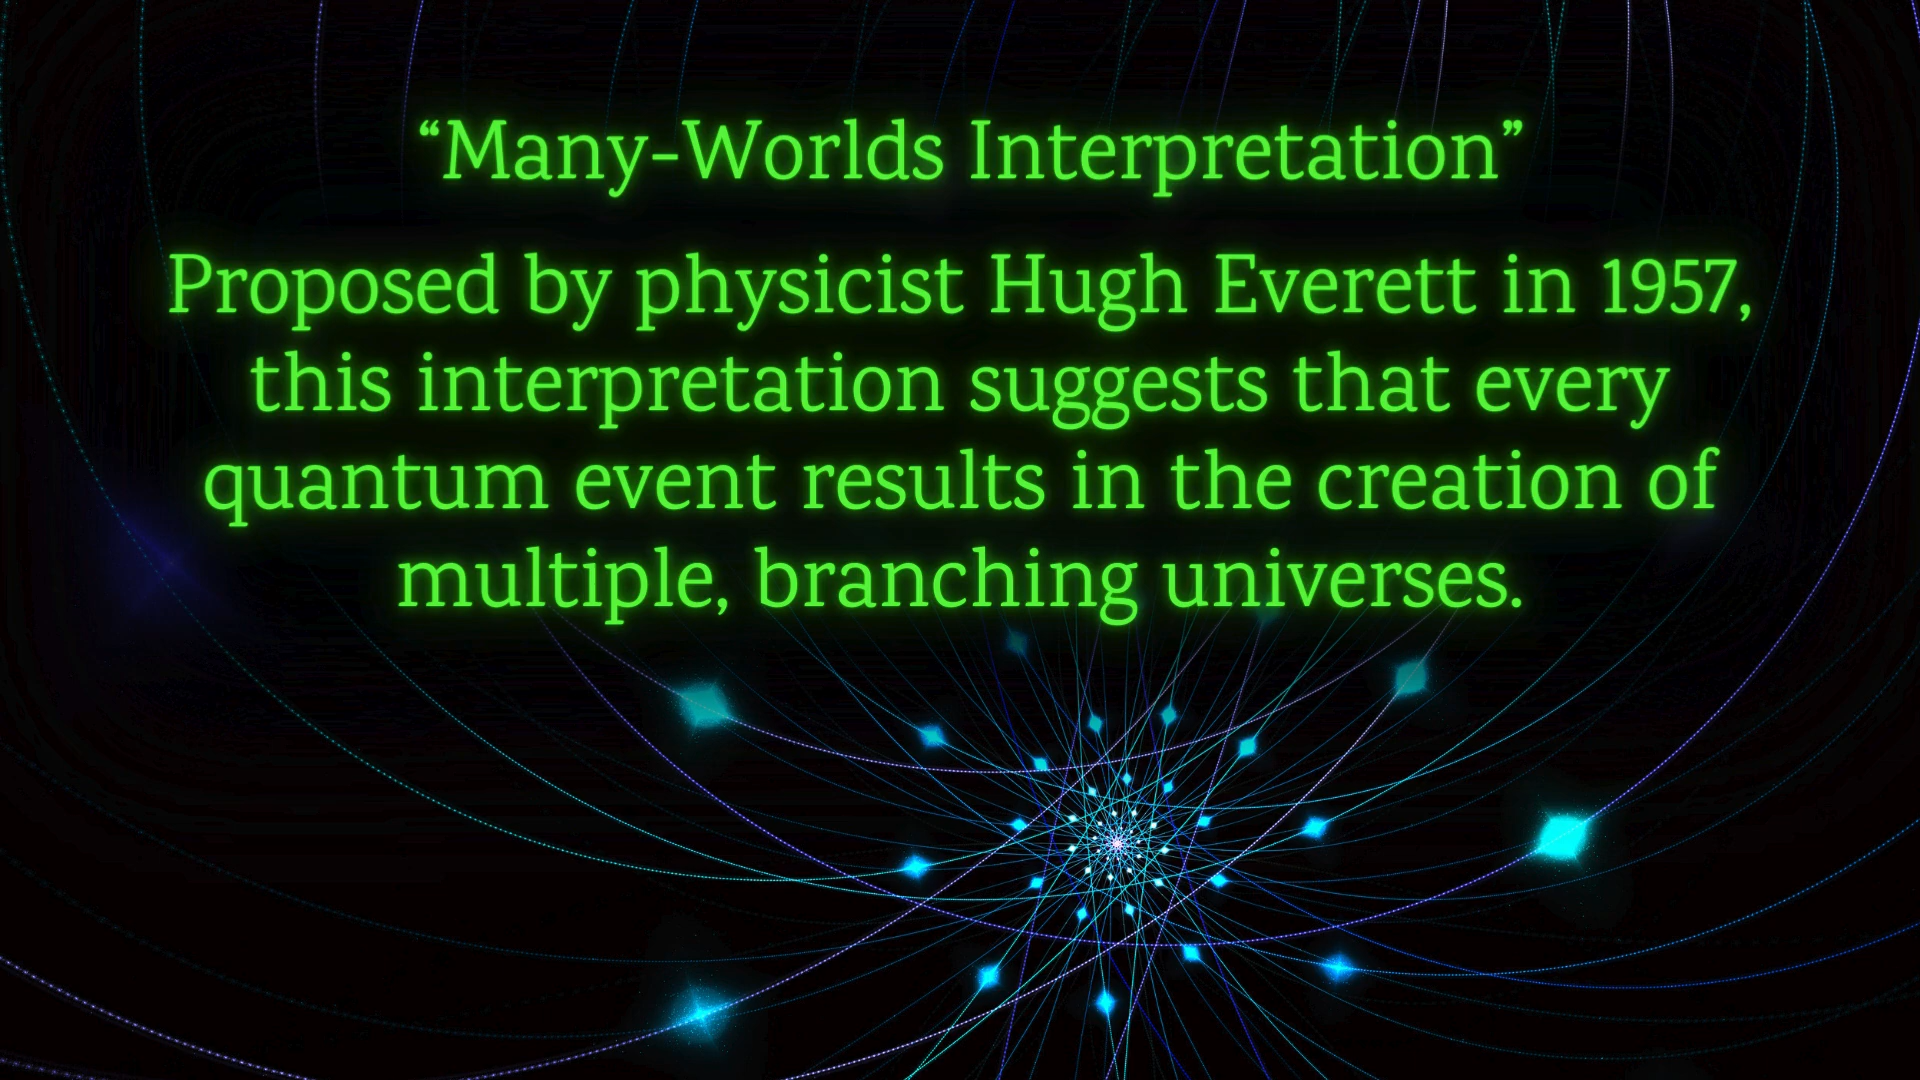 “Many-Worlds Interpretation”
Proposed by physicist Hugh Everett in 1957,
this interpretation suggests that every
quantum event results in the creation of
multiple, branching universes.